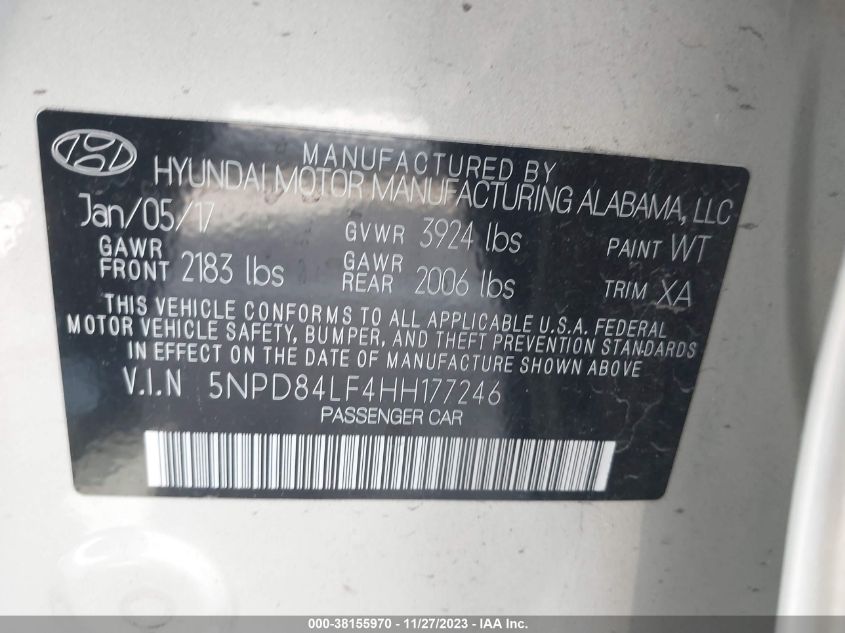 MANUFACTURED BY
HYUNDAI MOTOR MANUFACTURING ALABAMA, LLC
Jan/05/17 GVWR 3924 lbs PAINT WT
GAWR FRONT 2183 lbs GAWR REAR 2006 lbs TRIM XA
THIS VEHICLE CONFORMS TO ALL APPLICABLE U.S.A. FEDERAL
MOTOR VEHICLE SAFETY, BUMPER, AND THEFT PREVENTION STANDARDS
IN EFFECT ON THE DATE OF MANUFACTURE SHOWN ABOVE
V.I.N 5NPD84LF4HH177246
PASSENGER CAR
000-38155970 - 11/27/2023 - IAA Inc.